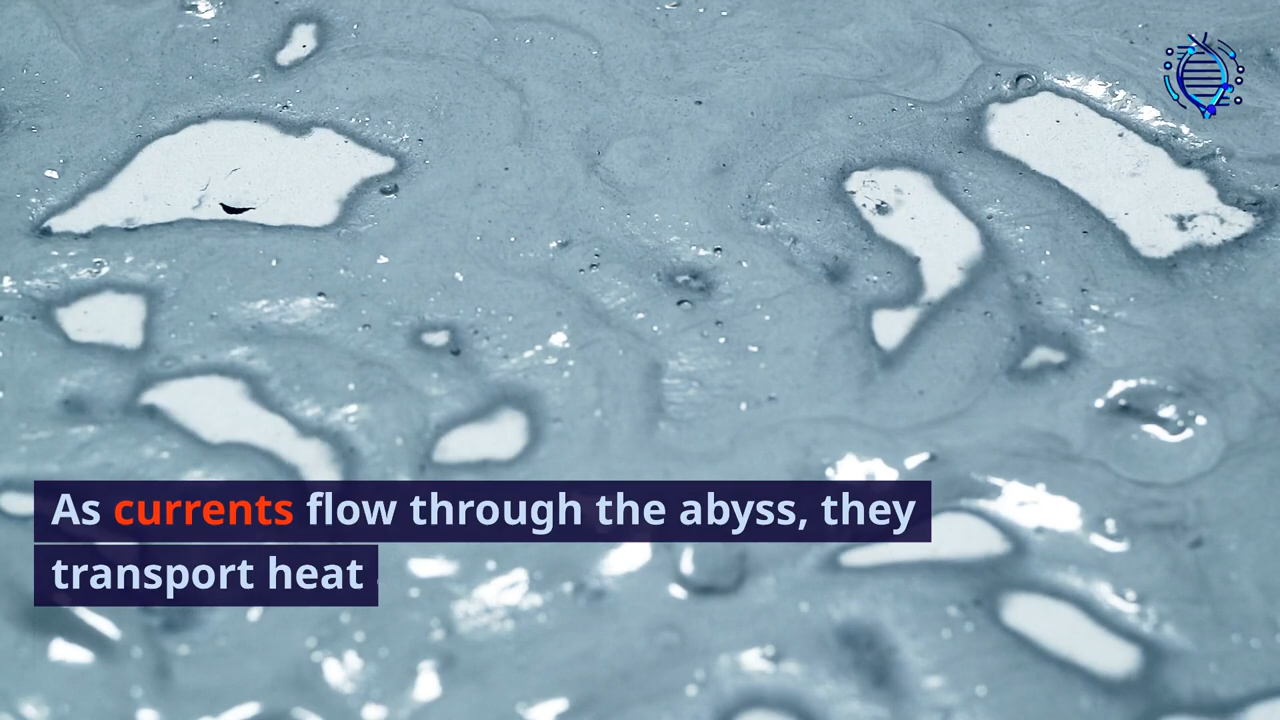 As currents flow through the abyss, they
transport heat